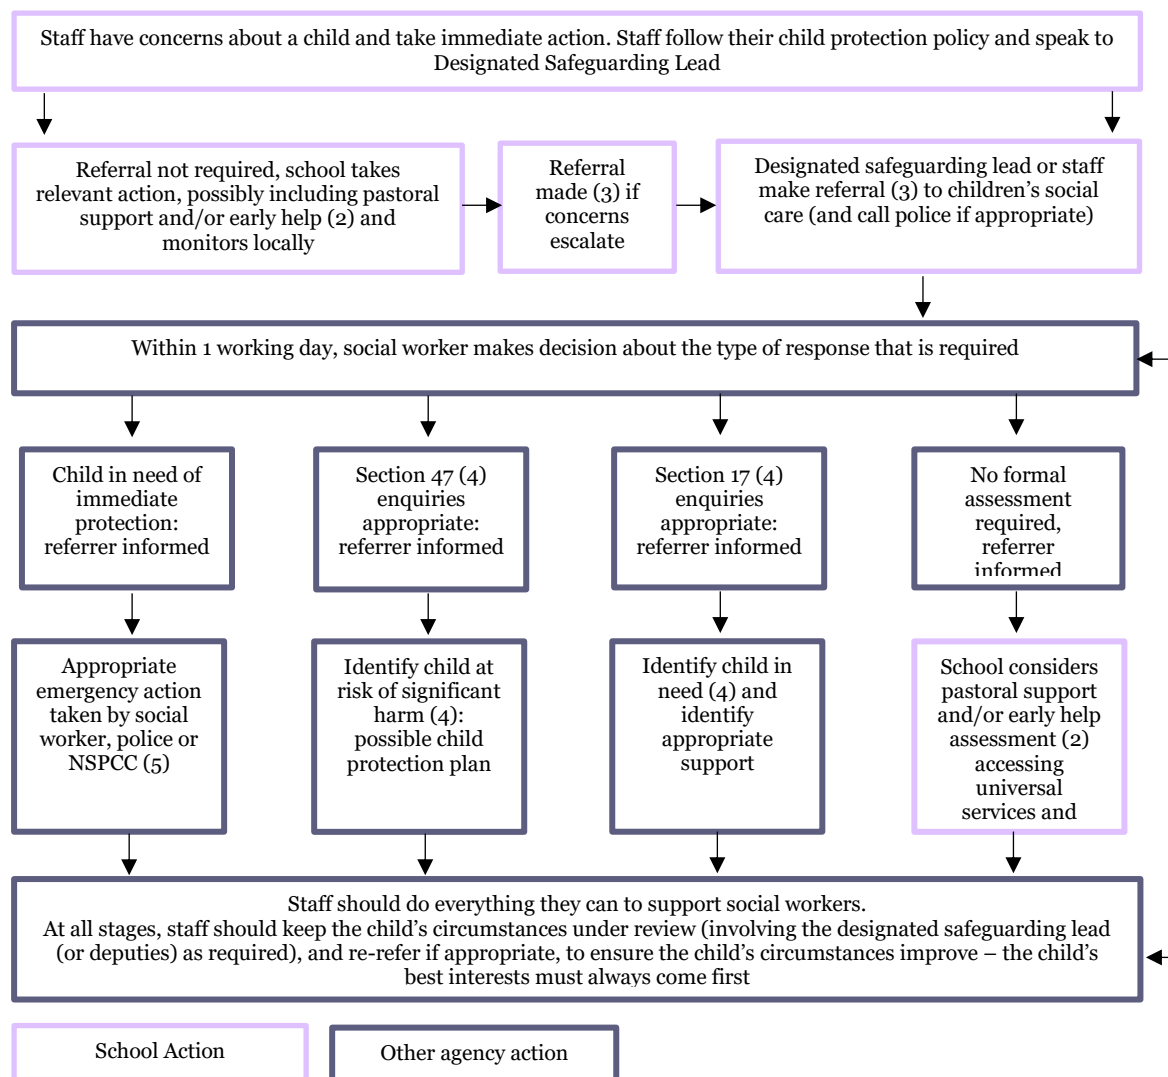 Staff have concerns about a child and take immediate action. Staff follow their child protection policy and speak to
Designated Safeguarding Lead
Referral not required, school takes
relevant action, possibly including pastoral
support and/or early help (2) and
monitors locally
Referral
made (3) if
concerns
escalate
Designated safeguarding lead or staff
make referral (3) to children’s social
care (and call police if appropriate)
Within 1 working day, social worker makes decision about the type of response that is required
Child in need of
immediate
protection:
referrer informed
Section 47 (4)
enquiries
appropriate:
referrer informed
Section 17 (4)
enquiries
appropriate:
referrer informed
No formal
assessment
required,
referrer
informed
Appropriate
emergency action
taken by social
worker, police or
NSPCC (5)
Identify child at
risk of significant
harm (4):
possible child
protection plan
Identify child in
need (4) and
identify
appropriate
support
School considers
pastoral support
and/or early help
assessment (2)
accessing
universal
services and
Staff should do everything they can to support social workers.
At all stages, staff should keep the child’s circumstances under review (involving the designated safeguarding lead
(or deputies) as required), and re-refer if appropriate, to ensure the child’s circumstances improve – the child’s
best interests must always come first
School Action
Other agency action